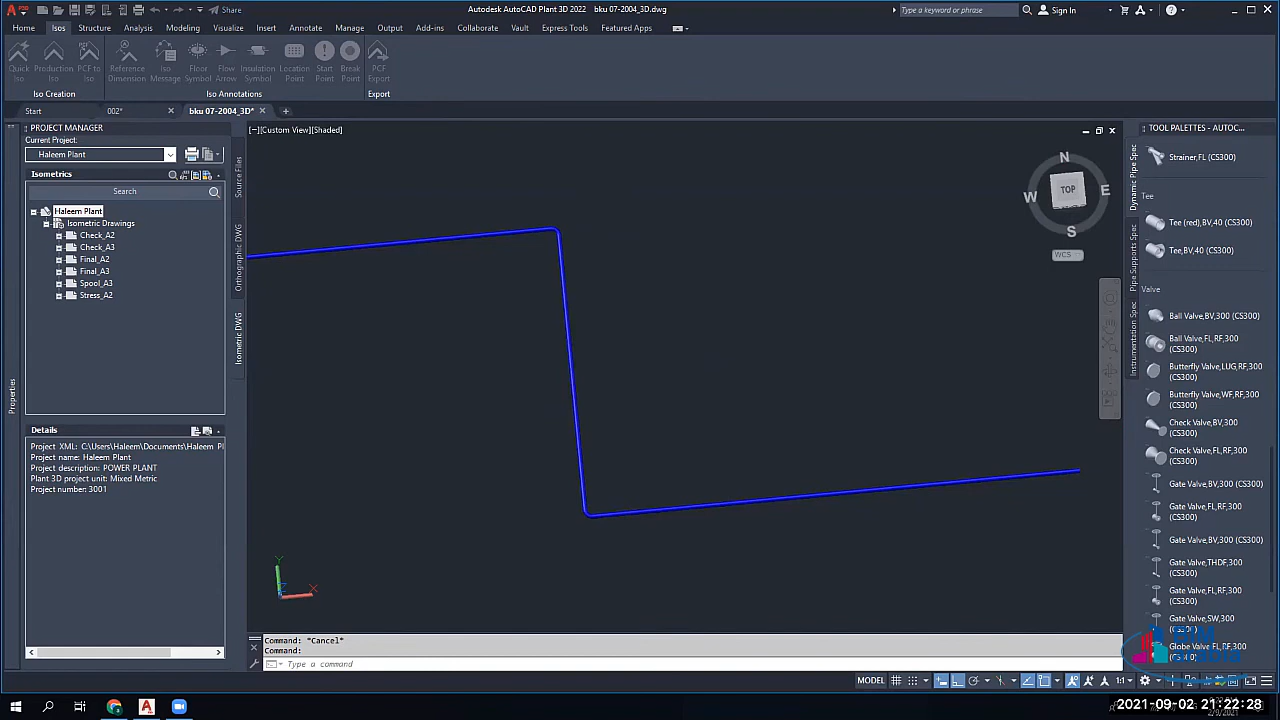 Share
Autodesk AutoCAD Plant 3D 2022    bku 07-2004_3D.dwg
Type a keyword or phrase
Sign In
Home Isos Structure Analysis Modeling Visualize Insert Annotate Manage Output Add-ins Collaborate Vault Express Tools Featured Apps
Quick Iso
Production Iso
PCF to Iso
Reference Dimension
Iso Message
Floor Symbol
Flow Arrow
Insulation Symbol
Location Point
Start Point
Break Point
PCF Export
Iso Creation
Iso Annotations
Export
Start
002*
bku 07-2004_3D*
PROJECT MANAGER
Current Project:
Haleem Plant
Isometrics
Search
Haleem Plant
Isometric Drawings
Check_A2
Check_A3
Final_A2
Final_A3
Spool_A3
Stress_A2
Source Files
Orthographic DWG
Isometric DWG
Properties
Details
Project XML: C:\Users\Haleem\Documents\Haleem Pl
Project name: Haleem Plant
Project description: POWER PLANT
Plant 3D project unit: Mixed Metric
Project number: 3001
[−][Custom View][Shaded]
N
W
TOP
E
S
WCS
Y
Z
X
Command: *Cancel*
Command:
Type a command
TOOL PALETTES - AUTOC...
Dynamic Pipe Spec
Pipe Supports Spec
Instrumentation Spec
Strainer,FL (CS300)
Tee
Tee (red),BV,40 (CS300)
Tee,BV,40 (CS300)
Valve
Ball Valve,BV,300 (CS300)
Ball Valve,FL,RF,300
(CS300)
Butterfly Valve,LUG,RF,300
(CS300)
Butterfly Valve,WF,RF,300
(CS300)
Check Valve,BV,300
(CS300)
Check Valve,FL,RF,300
(CS300)
Gate Valve,BV,300 (CS300)
Gate Valve,FL,RF,300
(CS300)
Gate Valve,BV,300 (CS300)
Gate Valve,THDF,300
(CS300)
Gate Valve,FL,RF,300
(CS300)
Gate Valve,SW,300
Globe Valve,FL,RF,300
MODEL
1:1
2021-09-02 21:22:28